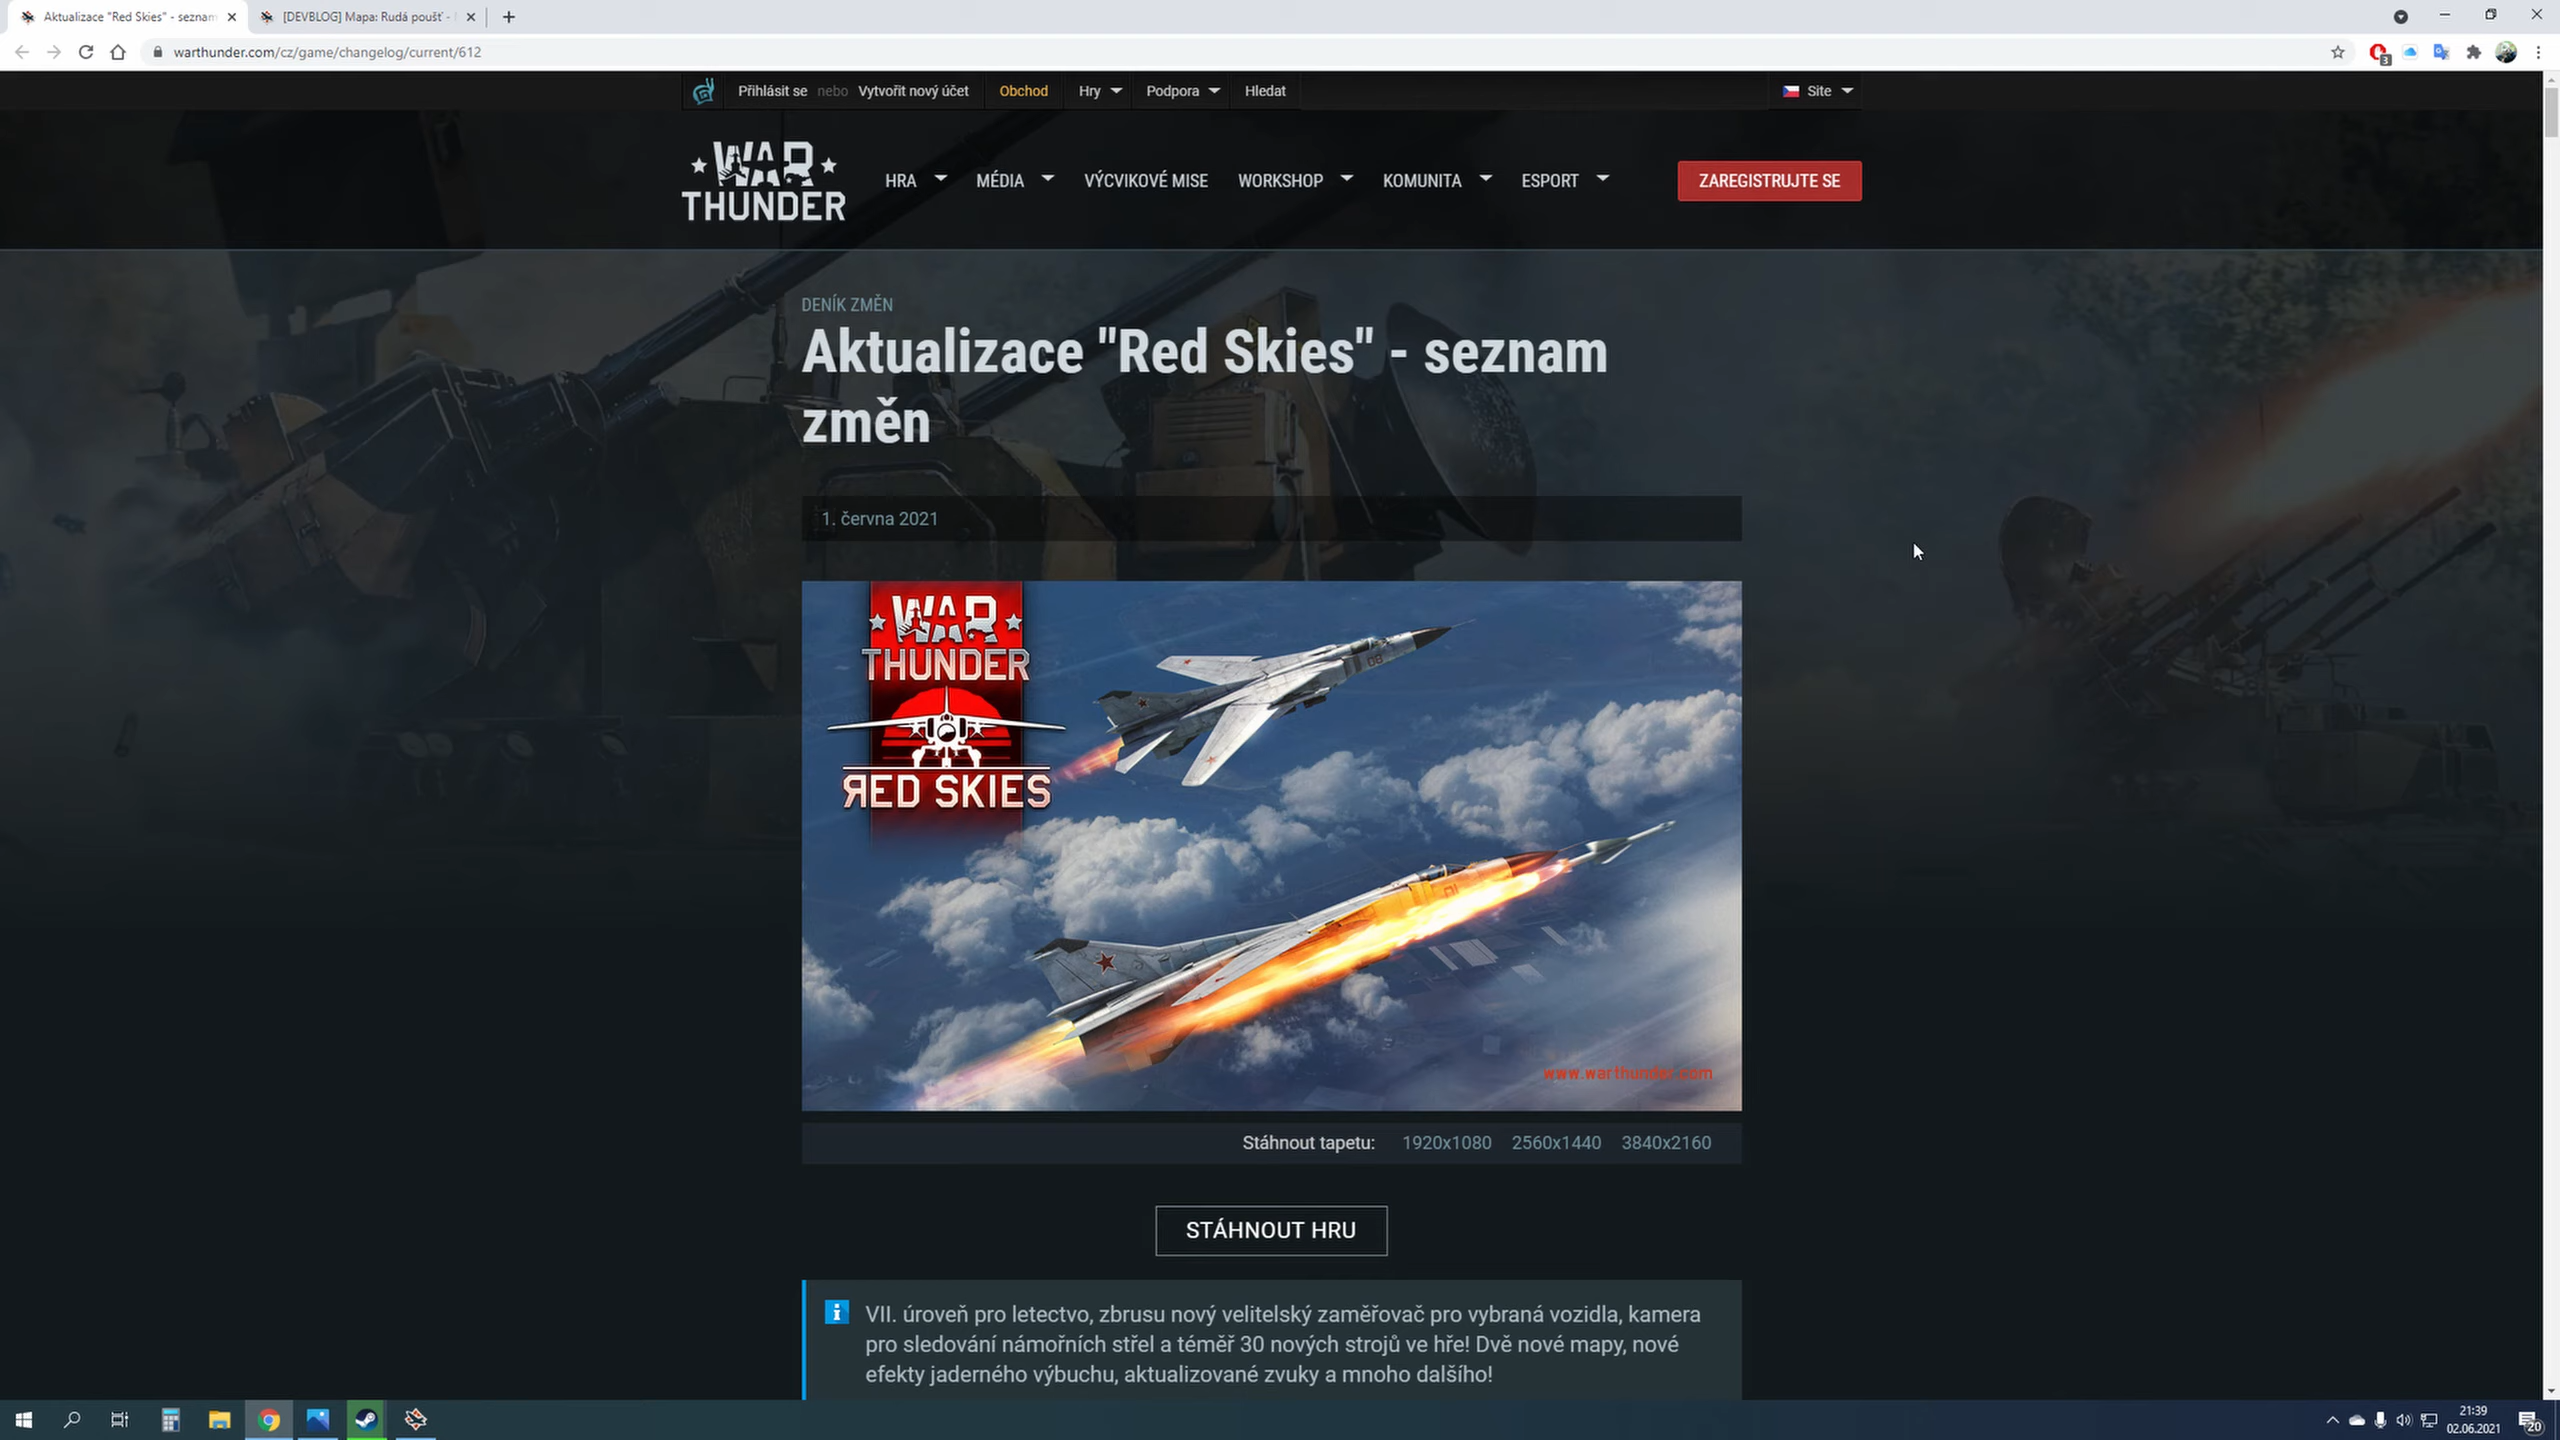 Aktualizace "Red Skies" - seznam
[DEVBLOG] Mapa: Rudá poušť -
warthunder.com/cz/game/changelog/current/612
3
Přihlásit se nebo Vytvořit nový účet Obchod Hry Podpora Hledat Site
WAR THUNDER
HRA MÉDIA VÝCVIKOVÉ MISE WORKSHOP KOMUNITA ESPORT ZAREGISTRUJTE SE
DENÍK ZMĚN
Aktualizace "Red Skies" - seznam
změn
1. června 2021
WAR
THUNDER
ЯED SKIES
08
www.warthunder.com
Stáhnout tapetu: 1920x1080 2560x1440 3840x2160
STÁHNOUT HRU
VII. úroveň pro letectvo, zbrusu nový velitelský zaměřovač pro vybraná vozidla, kamera
pro sledování námořních střel a téměř 30 nových strojů ve hře! Dvě nové mapy, nové
efekty jaderného výbuchu, aktualizované zvuky a mnoho dalšího!
21:39
02.06.2021
20